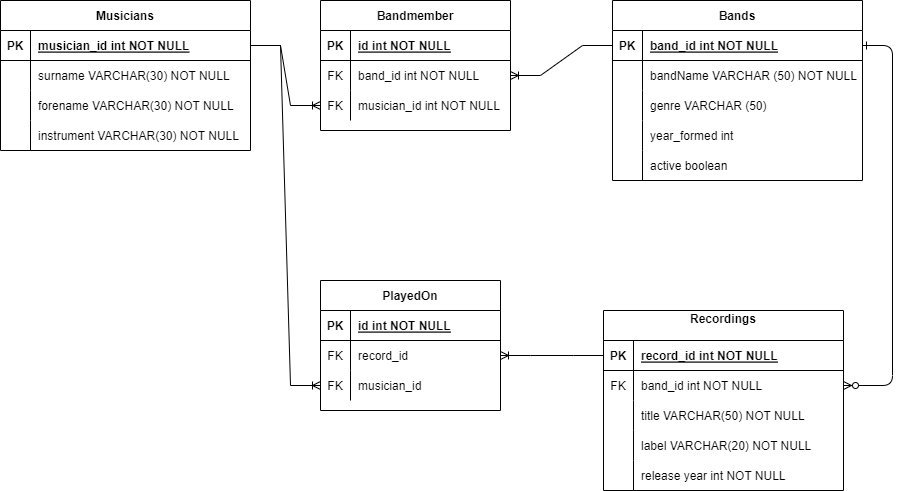 Musicians
PK musician_id int NOT NULL
surname VARCHAR(30) NOT NULL
forename VARCHAR(30) NOT NULL
instrument VARCHAR(30) NOT NULL
Bandmember
PK id int NOT NULL
FK band_id int NOT NULL
FK musician_id int NOT NULL
Bands
PK band_id int NOT NULL
bandName VARCHAR (50) NOT NULL
genre VARCHAR (50)
year_formed int
active boolean
PlayedOn
PK id int NOT NULL
FK record_id
FK musician_id
Recordings
PK record_id int NOT NULL
FK band_id int NOT NULL
title VARCHAR(50) NOT NULL
label VARCHAR(20) NOT NULL
release year int NOT NULL